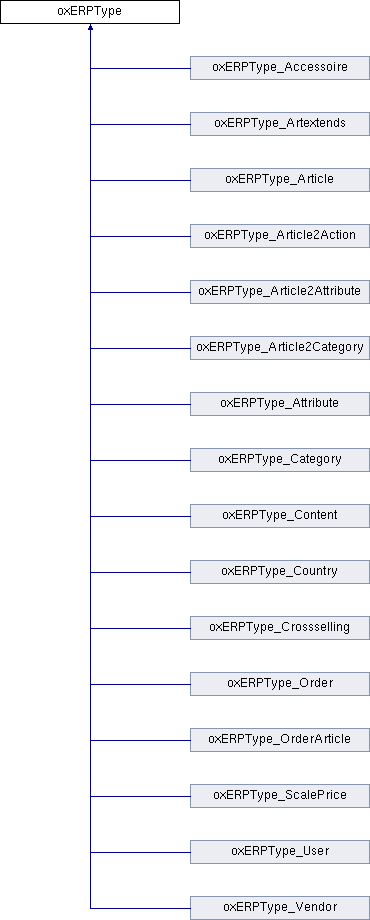 oxERPType
oxERPType_Accessoire
oxERPType_Artextends
oxERPType_Article
oxERPType_Article2Action
oxERPType_Article2Attribute
oxERPType_Article2Category
oxERPType_Attribute
oxERPType_Category
oxERPType_Content
oxERPType_Country
oxERPType_Crossselling
oxERPType_Order
oxERPType_OrderArticle
oxERPType_ScalePrice
oxERPType_User
oxERPType_Vendor